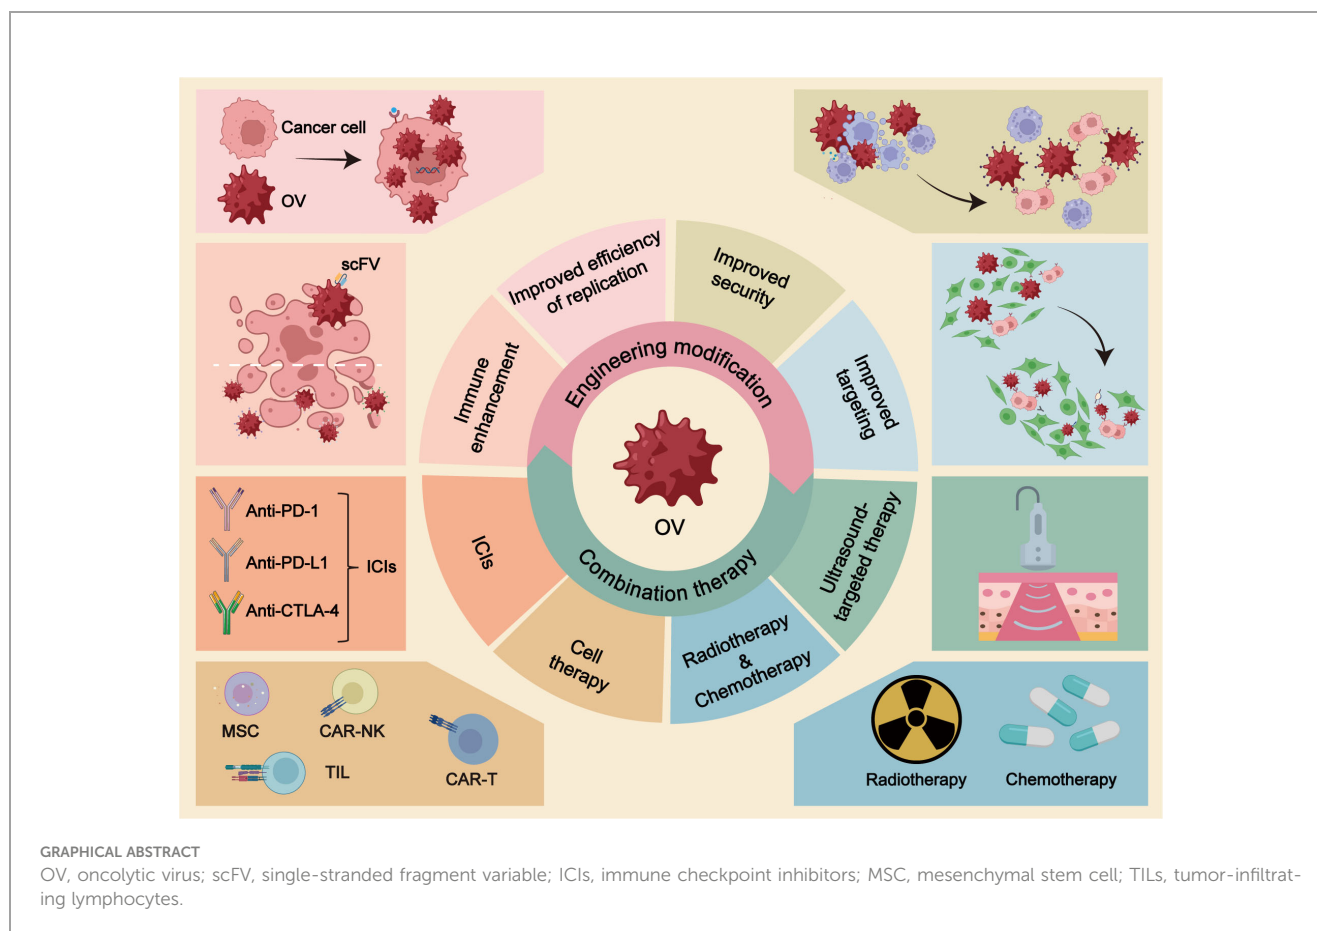 Cancer cell
OV
scFV
Improved efficiency
of replication
Improved
security
Immune
enhancement
Improved
targeting
Engineering modification
OV
Combination therapy
ICIs
Cell
therapy
Radiotherapy
&
Chemotherapy
Ultrasound-
targeted therapy
Anti-PD-1
Anti-PD-L1
ICIs
Anti-CTLA-4
MSC
CAR-NK
TIL
CAR-T
Radiotherapy
Chemotherapy
GRAPHICAL ABSTRACT
OV, oncolytic virus; scFV, single-stranded fragment variable; ICIs, immune checkpoint inhibitors; MSC, mesenchymal stem cell; TILs, tumor-infiltrat-
ing lymphocytes.